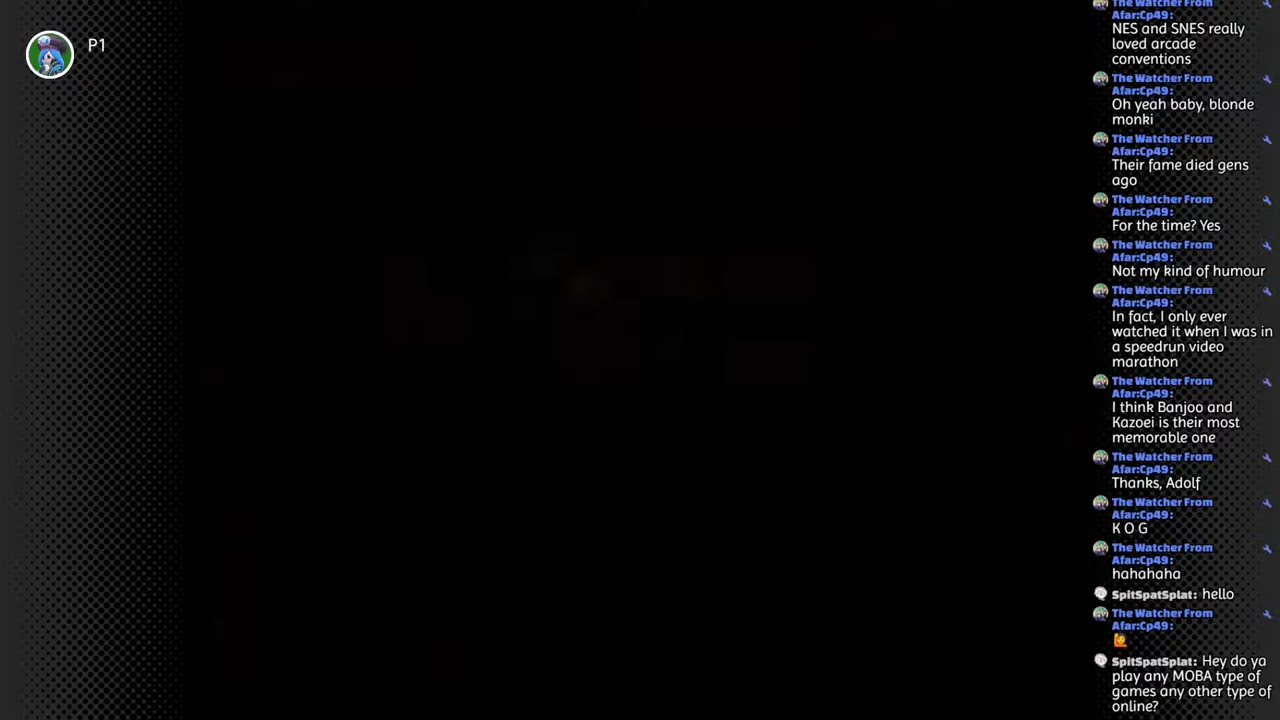 P1
The Watcher From
Afar:Cp49:
NES and SNES really
loved arcade
conventions
The Watcher From
Afar:Cp49:
Oh yeah baby, blonde
monki
The Watcher From
Afar:Cp49:
Their fame died gens
ago
The Watcher From
Afar:Cp49:
For the time? Yes
The Watcher From
Afar:Cp49:
Not my kind of humour
The Watcher From
Afar:Cp49:
In fact, I only ever
watched it when I was in
a speedrun video
marathon
The Watcher From
Afar:Cp49:
I think Banjoo and
Kazoei is their most
memorable one
The Watcher From
Afar:Cp49:
Thanks, Adolf
The Watcher From
Afar:Cp49:
K O G
The Watcher From
Afar:Cp49:
hahahaha
SpitSpatSplat: hello
The Watcher From
Afar:Cp49:
SpitSpatSplat: Hey do ya
play any MOBA type of
games any other type of
online?